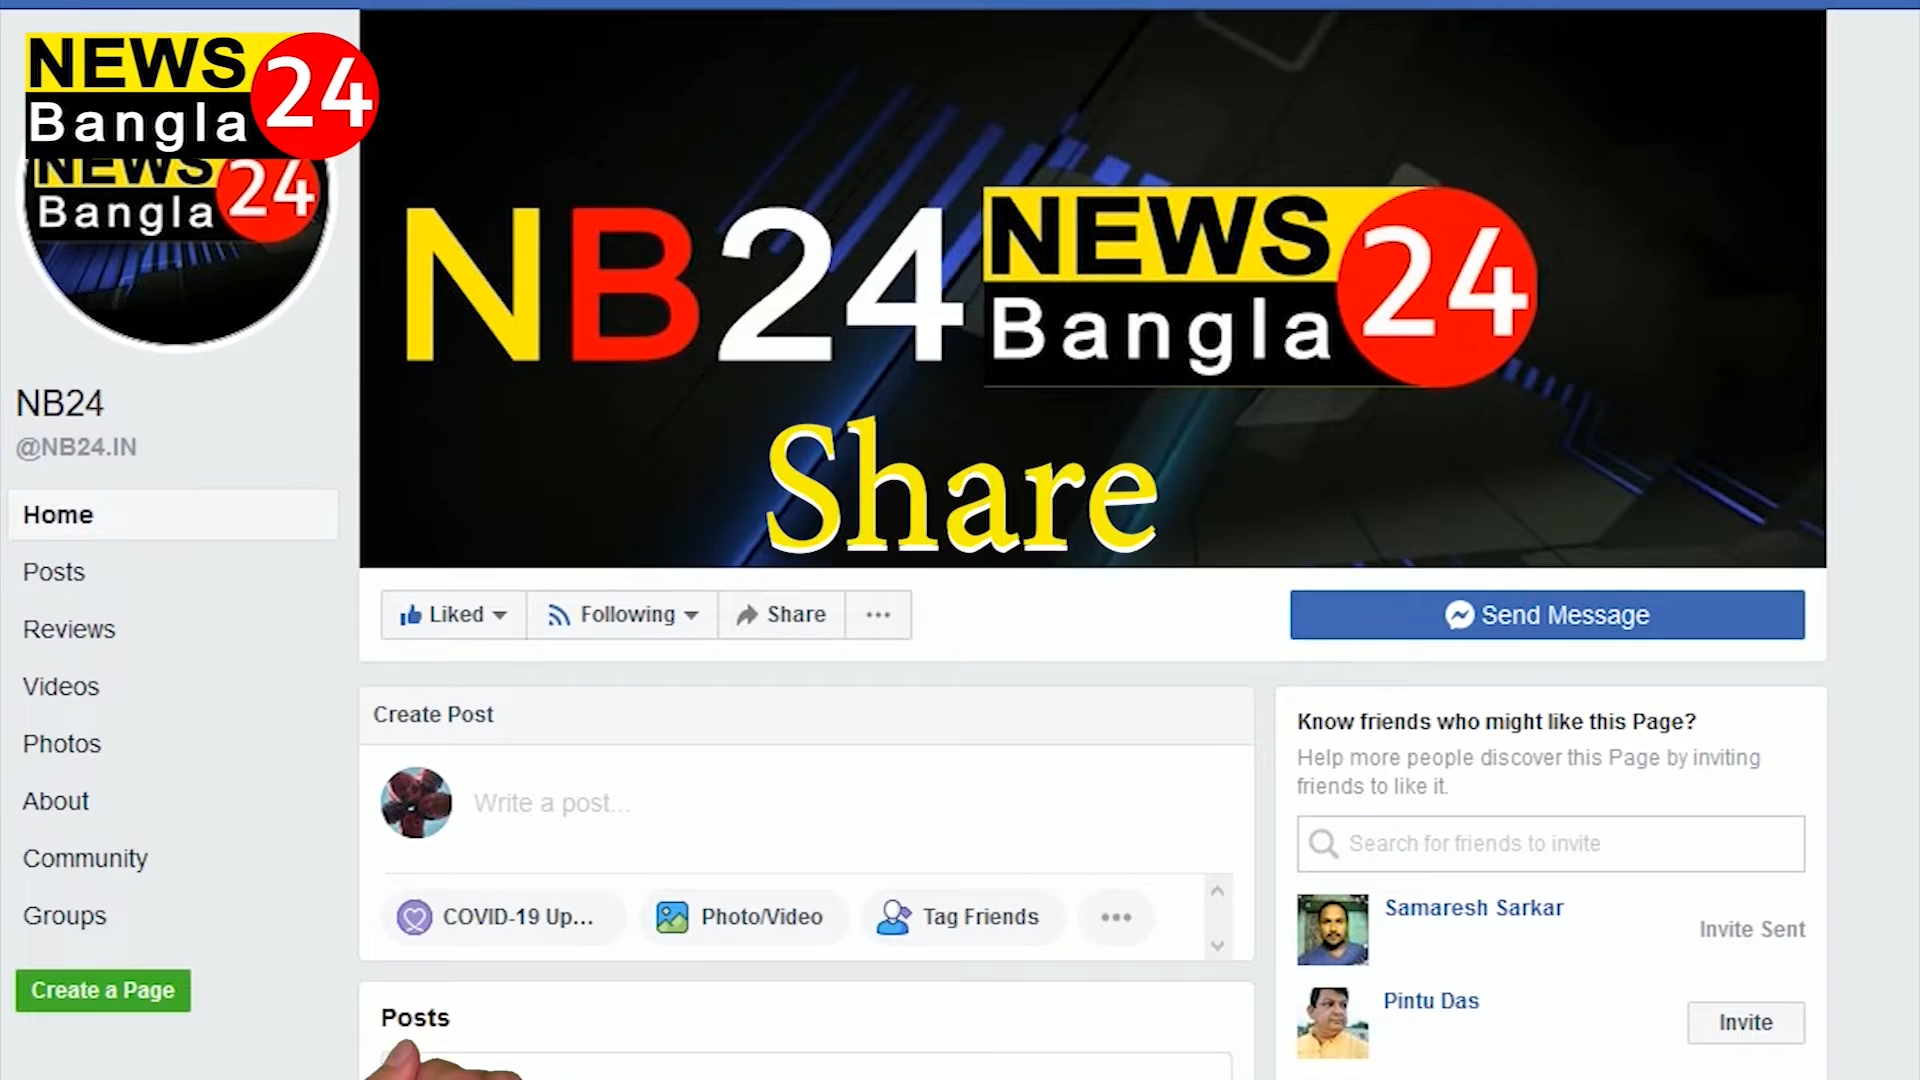 NEWS
Bangla
24
NEWS
Bangla
24
NB24
@NB24.IN
Home
Posts
Reviews
Videos
Photos
About
Community
Groups
Create a Page
NB24
NEWS
Bangla
24
Share
Liked
Following
Share
Send Message
Create Post
Write a post...
COVID-19 Up...
Photo/Video
Tag Friends
Posts
Know friends who might like this Page?
Help more people discover this Page by inviting
friends to like it.
Search for friends to invite
Samaresh Sarkar
Invite Sent
Pintu Das
Invite